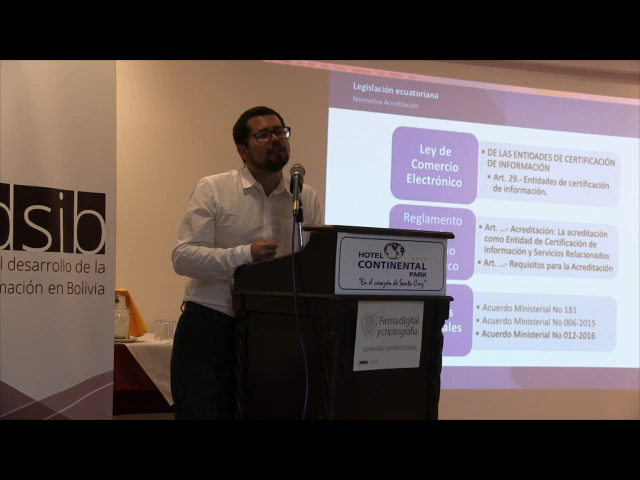 Legislación ecuatoriana
Normativa Acreditación
Ley de
Comercio
Electrónico
• DE LAS ENTIDADES DE CERTIFICACIÓN
DE INFORMACIÓN
• Art. 29.- Entidades de certificación
de información.
Reglamento
• Art. ...- Acreditación: La acreditación
como Entidad de Certificación de
Información y Servicios Relacionados
• Art. ...- Requisitos para la Acreditación
• Acuerdo Ministerial No 181
• Acuerdo Ministerial No 006-2015
• Acuerdo Ministerial No 012-2016
dsib
l desarrollo de la
rmación en Bolivia
HOTEL
CONTINENTAL
PARK
"En el corazón de Santa Cruz"
Firma digital
y criptografía
SEMINARIO INTERNACIONAL